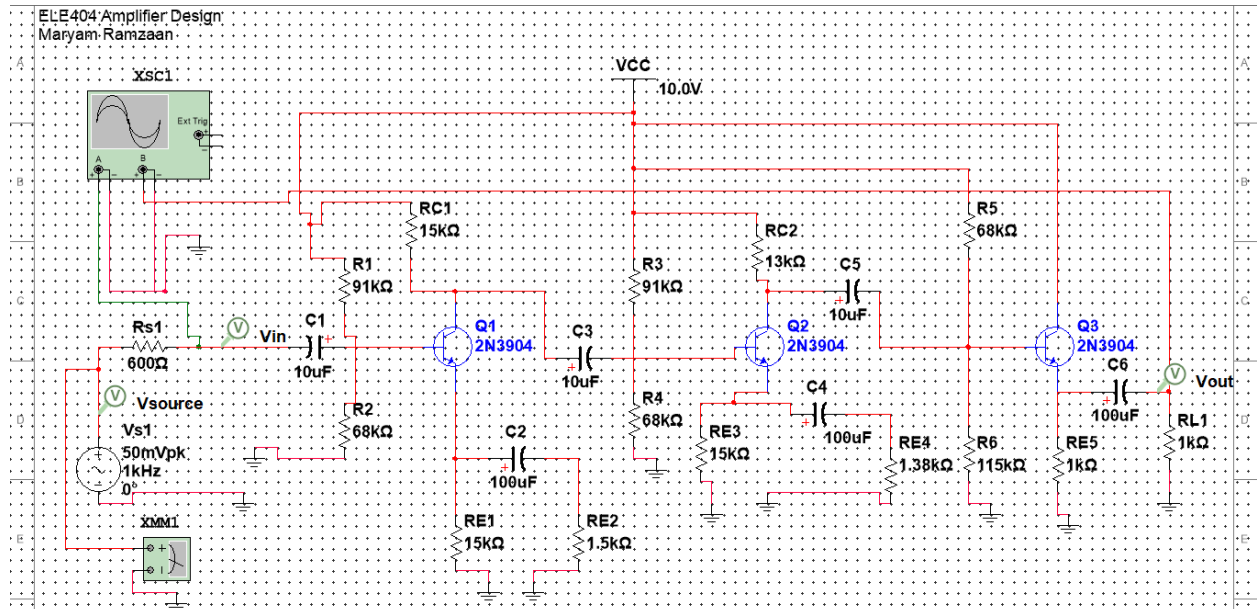 ELE404 Amplifier Design
Maryam Ramzaan
A
A
XSC1
Ext Trig
+
−
A
B
+
−
+
−
VCC
10.0V
B
B
RC1
15kΩ
R5
68kΩ
RC2
13kΩ
R1
91kΩ
R3
91kΩ
C5
+
10uF
C
C
Rs1
600Ω
V
Vin
C1
+
10uF
Q1
2N3904
C3
+
10uF
Q2
2N3904
Q3
2N3904
C6
+
100uF
V
Vout
V
Vsource
Vs1
50mVpk
1kHz
0°
R2
68kΩ
R4
68kΩ
C4
+
100uF
D
D
C2
+
100uF
RE3
15kΩ
RE4
1.38kΩ
R6
115kΩ
RE5
1kΩ
RL1
1kΩ
XMM1
RE1
15kΩ
RE2
1.5kΩ
E
E